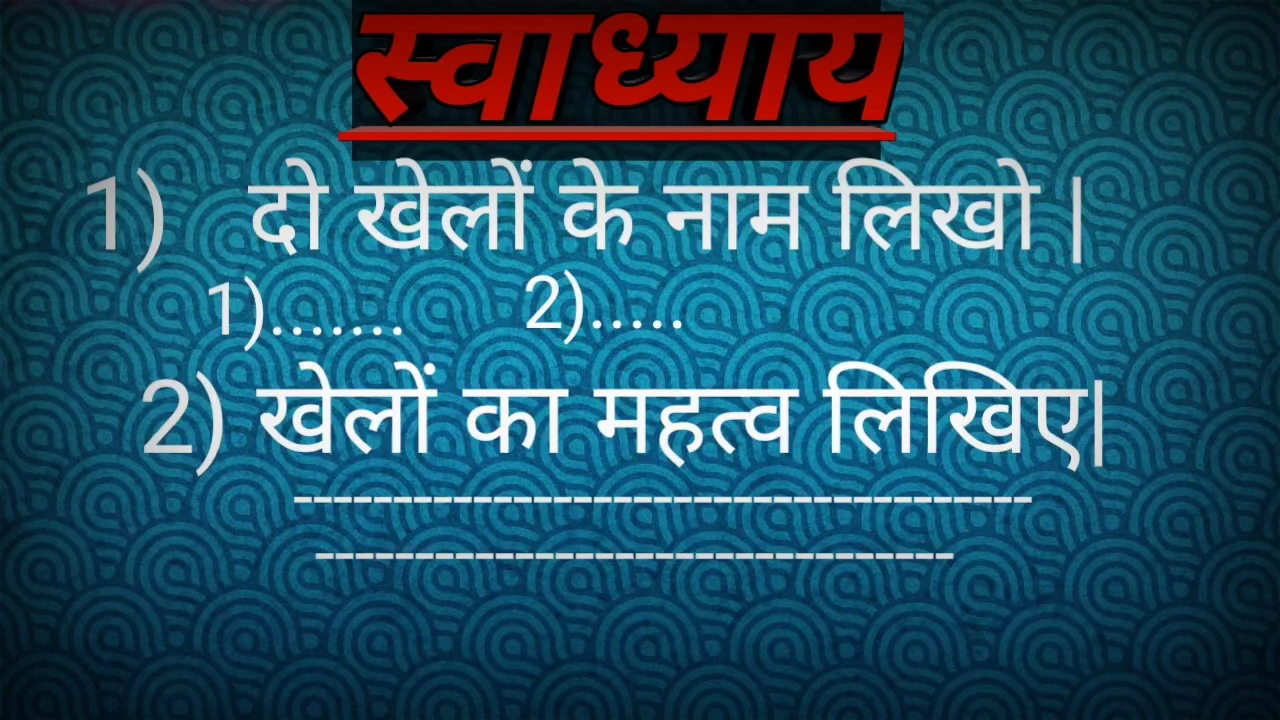 स्वाध्याय
1) दो खेलों के नाम लिखो |
1)....... 2).....
2) खेलों का महत्व लिखिए|
-------------------------------------
--------------------------------